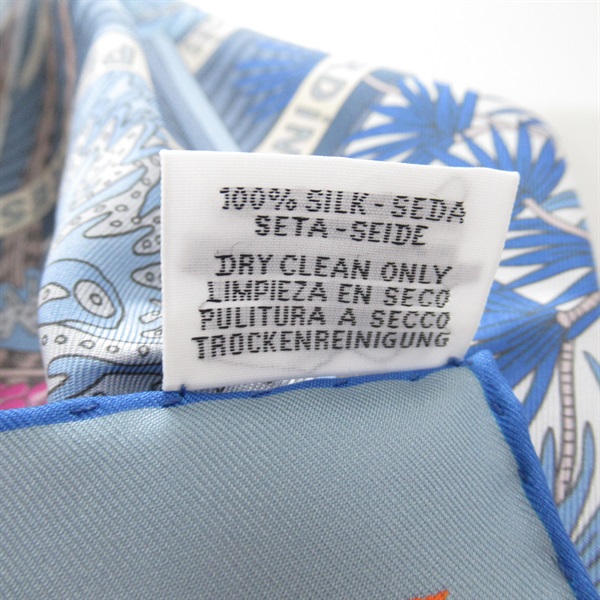 100% SILK - SEDA
SETA - SEIDE
DRY CLEAN ONLY
LIMPIEZA EN SECO
PULITURA A SECCO
TROCKENREINIGUNG